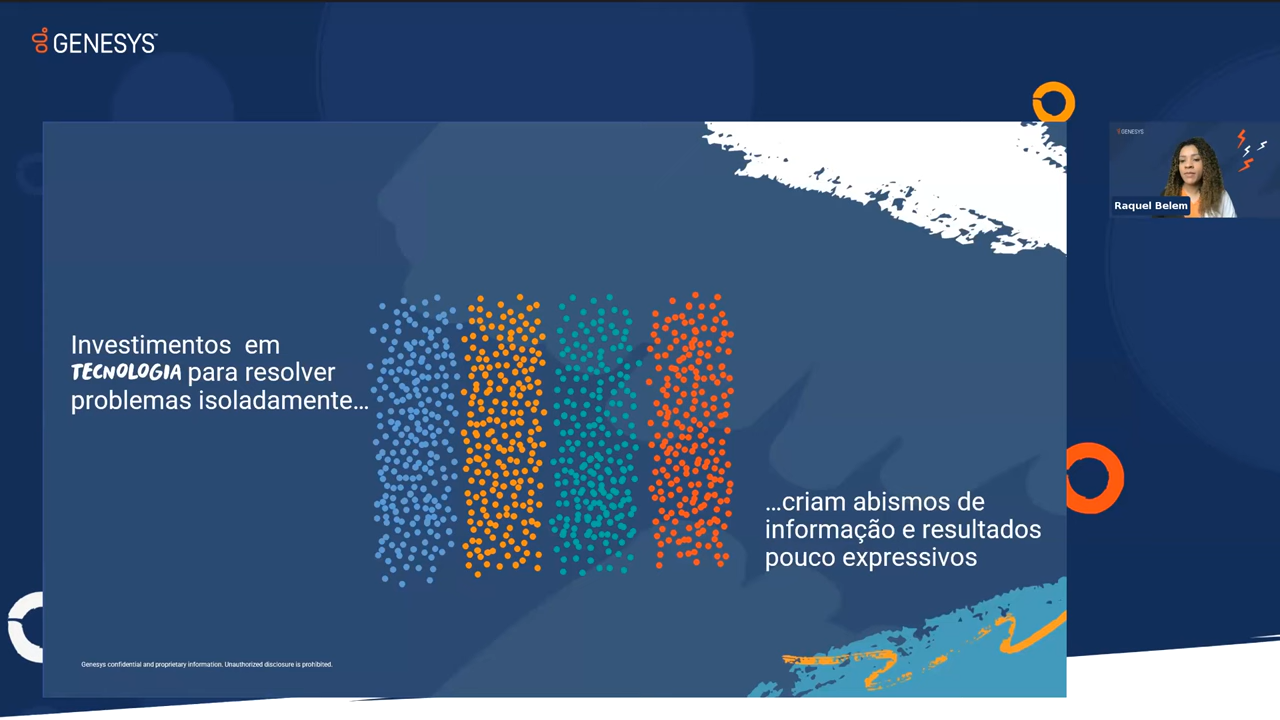 GENESYS™
GENESYS
Raquel Belem
Investimentos em
TECNOLOGIA para resolver
problemas isoladamente...
...criam abismos de
informação e resultados
pouco expressivos
Genesys confidential and proprietary information. Unauthorized disclosure is prohibited.